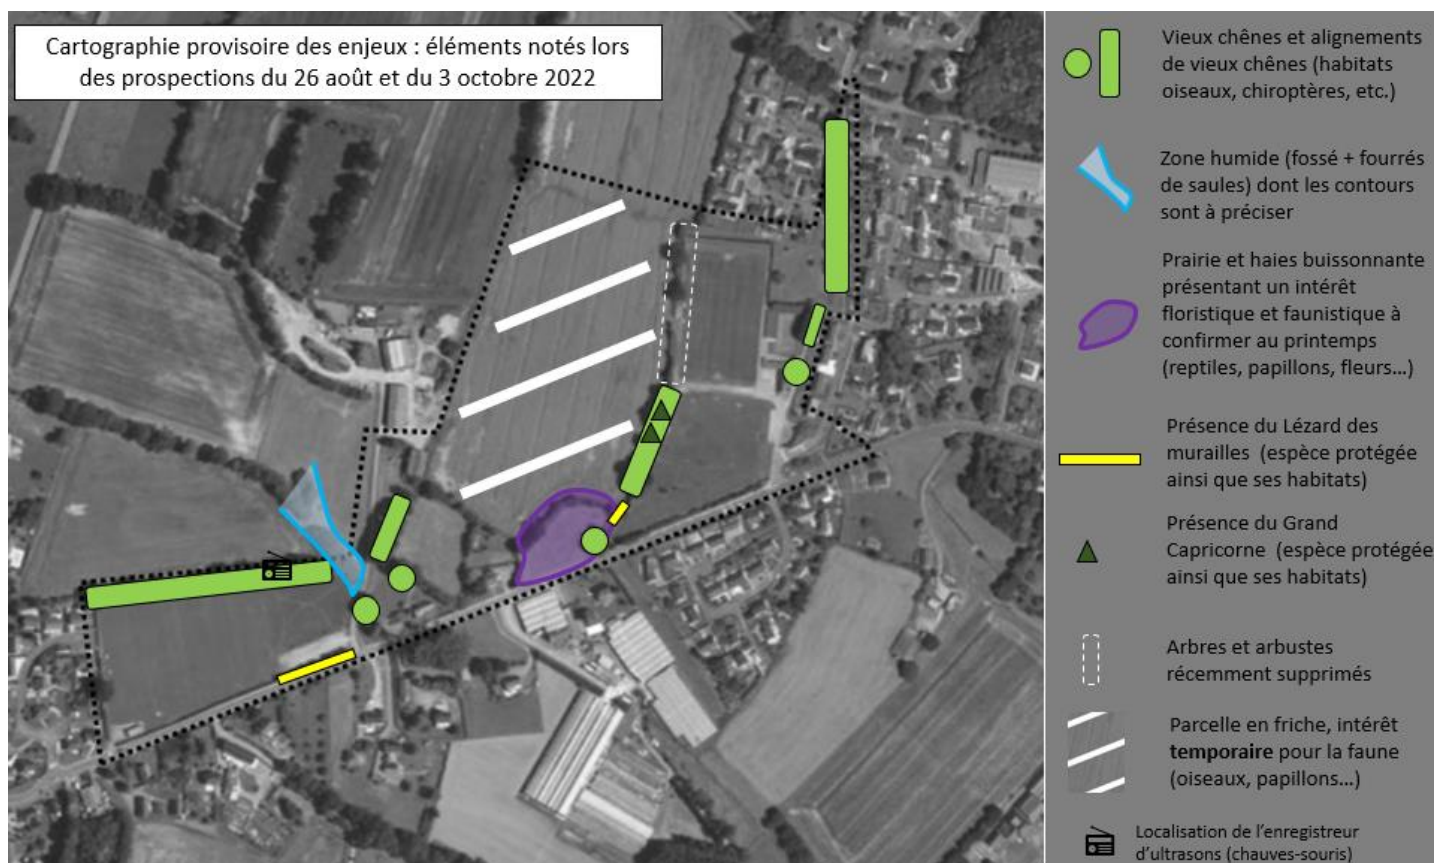 Cartographie provisoire des enjeux : éléments notés lors
des prospections du 26 août et du 3 octobre 2022
Vieux chênes et alignements
de vieux chênes (habitats
oiseaux, chiroptères, etc.)
Zone humide (fossé + fourrés
de saules) dont les contours
sont à préciser
Prairie et haies buissonnante
présentant un intérêt
floristique et faunistique à
confirmer au printemps
(reptiles, papillons, fleurs...)
Présence du Lézard des
murailles (espèce protégée
ainsi que ses habitats)
Présence du Grand
Capricorne (espèce protégée
ainsi que ses habitats)
Arbres et arbustes
récemment supprimés
Parcelle en friche, intérêt
temporaire pour la faune
(oiseaux, papillons...)
Localisation de l'enregistreur
d'ultrasons (chauves-souris)